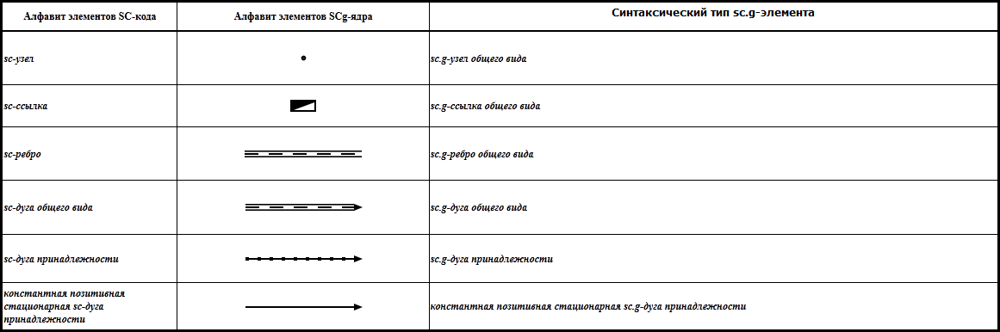 Алфавит элементов SC-кода
Алфавит элементов SCg-ядра
Синтаксический тип sc.g-элемента
sc-узел
sc.g-узел общего вида
sc-ссылка
sc.g-ссылка общего вида
sc-ребро
sc.g-ребро общего вида
sc-дуга общего вида
sc.g-дуга общего вида
sc-дуга принадлежности
sc.g-дуга принадлежности
константная позитивная
стационарная sc-дуга
принадлежности
константная позитивная стационарная sc.g-дуга принадлежности